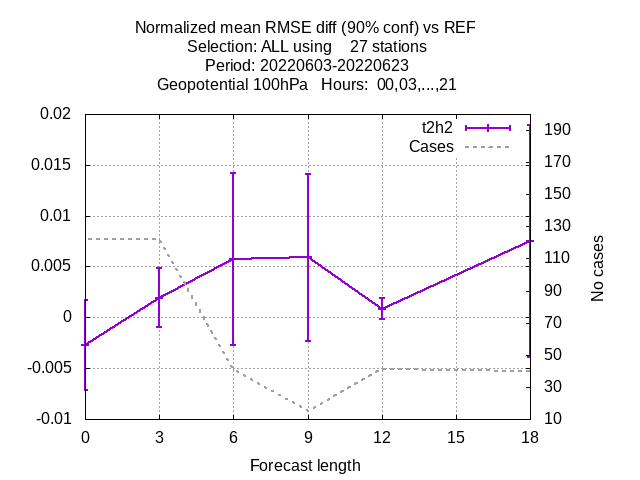 Normalized mean RMSE diff (90% conf) vs REF
Selection: ALL using    27 stations
Period: 20220603-20220623
Geopotential 100hPa   Hours:  00,03,...,21
t2h2
Cases
0.02
0.015
0.01
0.005
0
-0.005
-0.01
190
170
150
130
110
90
70
50
30
10
No cases
0 3 6 9 12 15 18
Forecast length